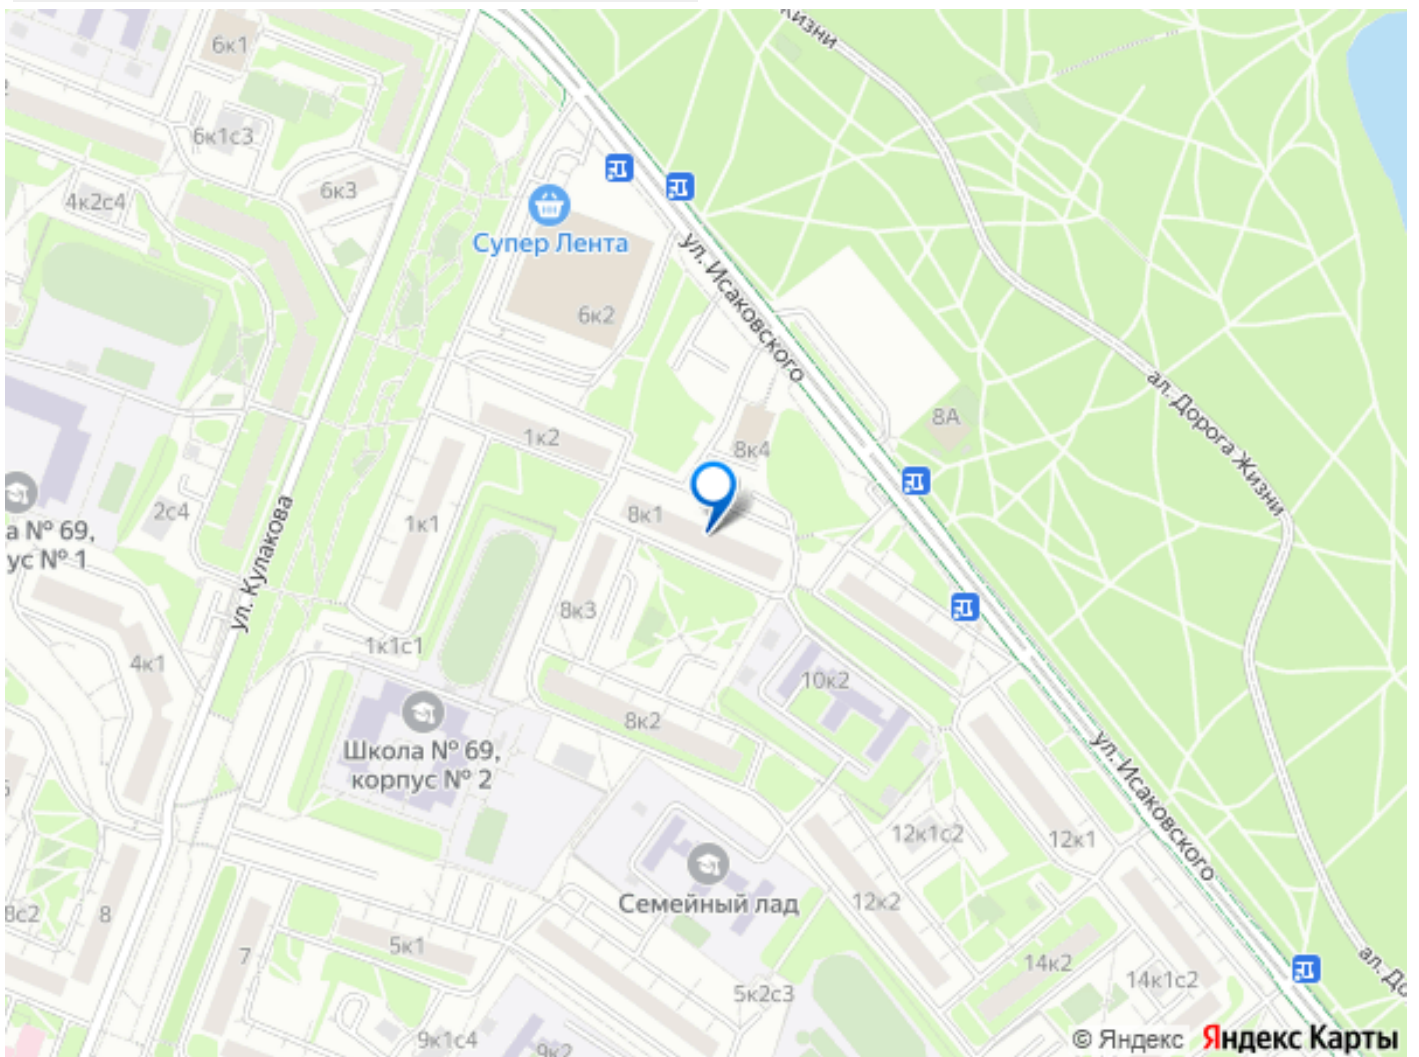 жизни
6к1
6к1с3
4к2с4
6к3
Супер Лента
6к2
ул. Исаковского
ал. Дорога Жизни
8А
1к2
8к4
8к1
1к1
2с4
а № 69,
ус № 1
ул. Кулакова
8к3
1к1с1
4к1
10к2
8к2
Школа № 69,
корпус № 2
ул. Исаковского
12к1с2
12к1
Семейный лад
12к2
8с2
8
7
5к1
14к2
14к1с2
5к2с3
ал. До
9к1с4
9к2
© Яндекс Яндекс Карты